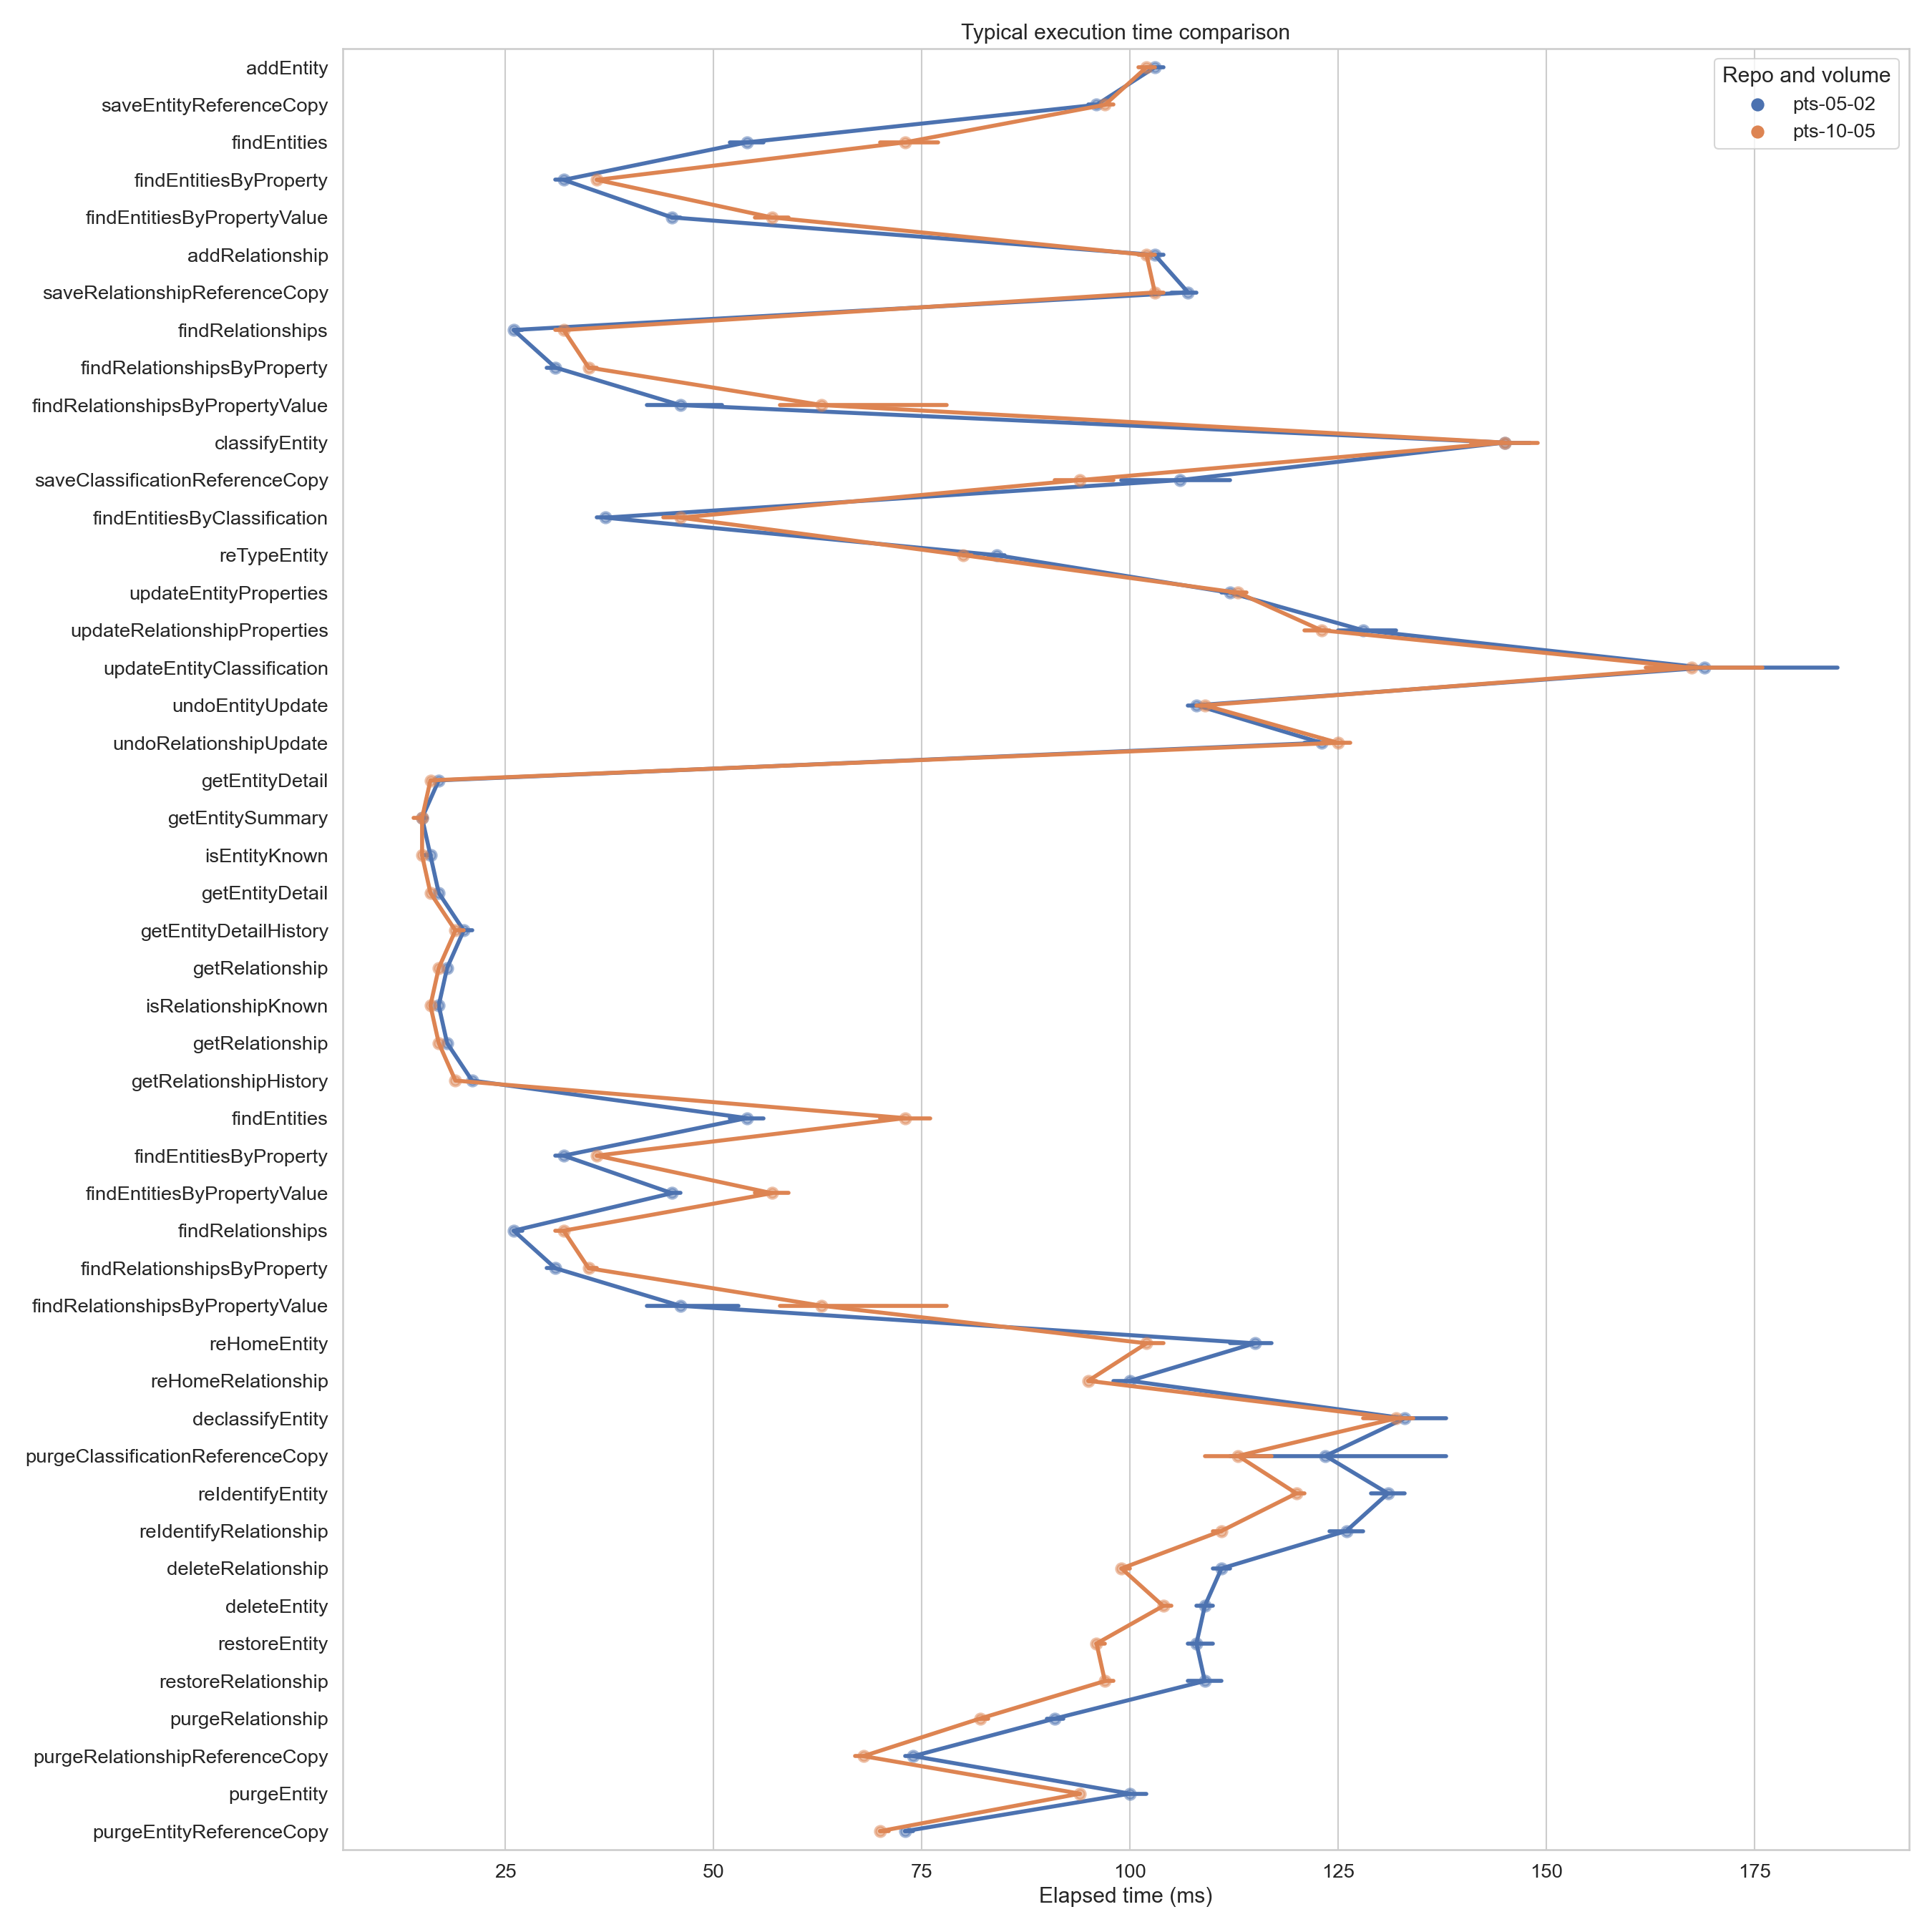 Typical execution time comparison
Repo and volume
pts-05-02
pts-10-05
addEntity
saveEntityReferenceCopy
findEntities
findEntitiesByProperty
findEntitiesByPropertyValue
addRelationship
saveRelationshipReferenceCopy
findRelationships
findRelationshipsByProperty
findRelationshipsByPropertyValue
classifyEntity
saveClassificationReferenceCopy
findEntitiesByClassification
reTypeEntity
updateEntityProperties
updateRelationshipProperties
updateEntityClassification
undoEntityUpdate
undoRelationshipUpdate
getEntityDetail
getEntitySummary
isEntityKnown
getEntityDetail
getEntityDetailHistory
getRelationship
isRelationshipKnown
getRelationship
getRelationshipHistory
findEntities
findEntitiesByProperty
findEntitiesByPropertyValue
findRelationships
findRelationshipsByProperty
findRelationshipsByPropertyValue
reHomeEntity
reHomeRelationship
declassifyEntity
purgeClassificationReferenceCopy
reIdentifyEntity
reIdentifyRelationship
deleteRelationship
deleteEntity
restoreEntity
restoreRelationship
purgeRelationship
purgeRelationshipReferenceCopy
purgeEntity
purgeEntityReferenceCopy
25 50 75 100 125 150 175
Elapsed time (ms)